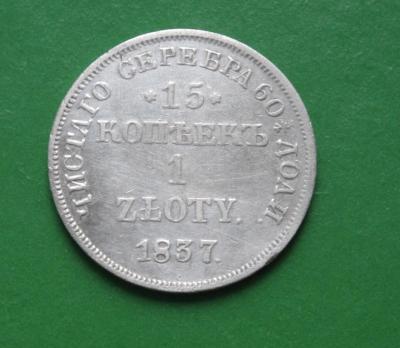 ЧИСТАГО СЕРЕБРА 60 * ДОЛИ.
* 15 *
КОПѢЕКЪ
1
ZŁOTY.
1837.